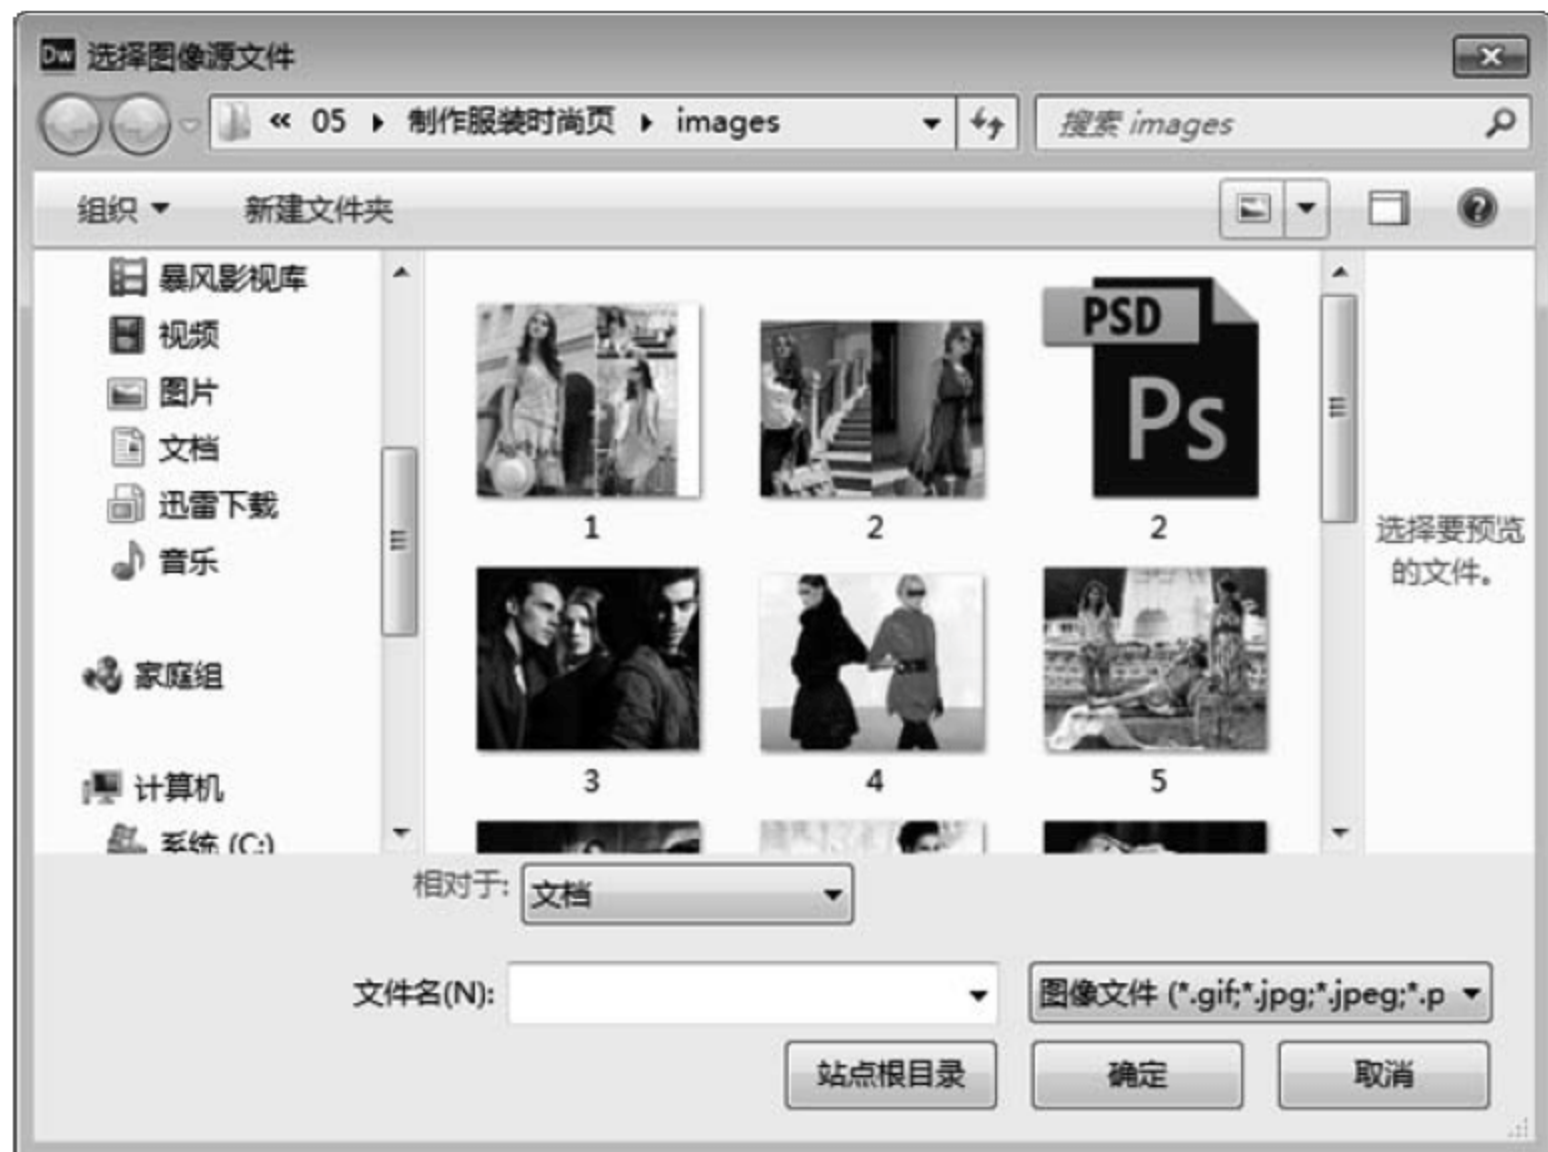 Dw 选择图像源文件
« 05 制作服装时尚页 images
搜索 images
组织 新建文件夹
暴风影视库
视频
图片
文档
迅雷下载
音乐
家庭组
计算机
系统 (C:)
PSD
Ps
1 2 2
3 4 5
选择要预览
的文件。
相对于: 文档
文件名(N):
图像文件 (*.gif;*.jpg;*.jpeg;*.p
站点根目录 确定 取消